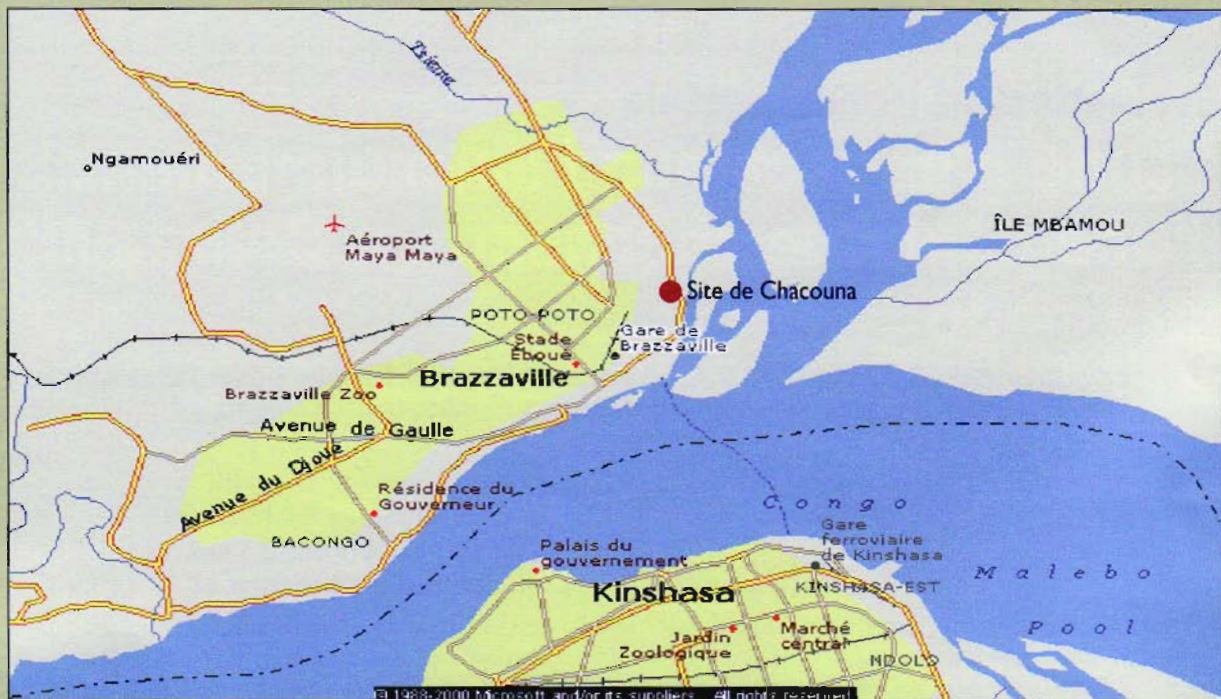 Tsiéme
Ngamouéri
ÎLE MBAMOU
Aéroport
Maya Maya
Site de Chacouna
POTO-POTO
Gare de
Brazzaville
Stade
Éboué
Brazzaville
Brazzaville Zoo
Avenue de Gaulle
Avenue du Djoué
Résidence du
Gouverneur
BACONGO
Congo
Gare
ferroviaire
de Kinshasa
Palais du
gouvernement
Malebo
Kinshasa
KINSHASA-EST
Marché
central
Pool
Jardin
Zoologique
NDOLO
© 1988-2000 Microsoft and/or its suppliers. All rights reserved.